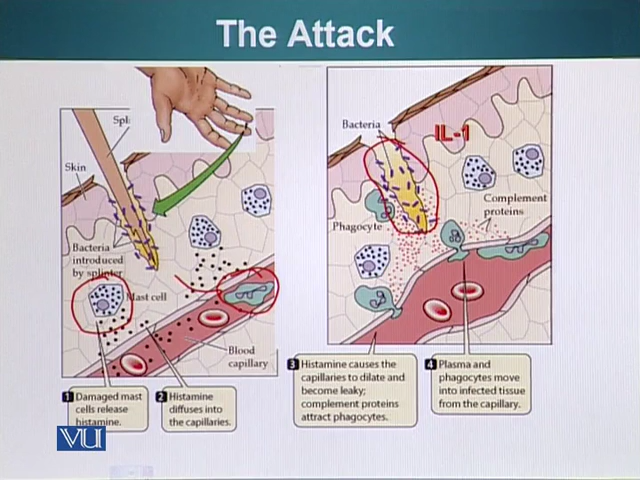 The Attack
Spl
Skin
Bacteria
introduced
by splinter
Mast cell
Blood
capillary
1 Damaged mast
cells release
histamine.
2 Histamine
diffuses into
the capillaries.
Bacteria
IL-1
Phagocyte
Complement
proteins
3 Histamine causes the
capillaries to dilate and
become leaky;
complement proteins
attract phagocytes.
4 Plasma and
phagocytes move
into infected tissue
from the capillary.
VU